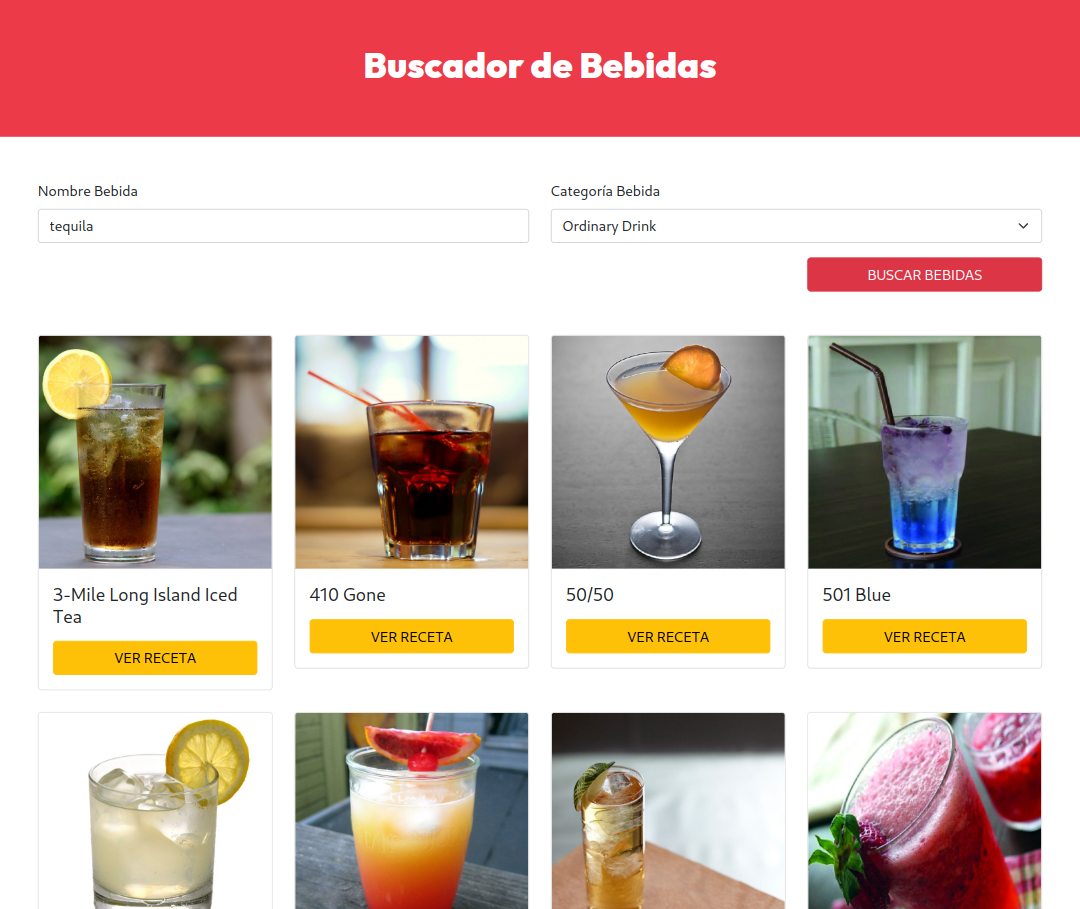 Buscador de Bebidas
Nombre Bebida
Categoría Bebida
tequila
Ordinary Drink
BUSCAR BEBIDAS
3-Mile Long Island Iced
Tea
VER RECETA
410 Gone
VER RECETA
50/50
VER RECETA
501 Blue
VER RECETA